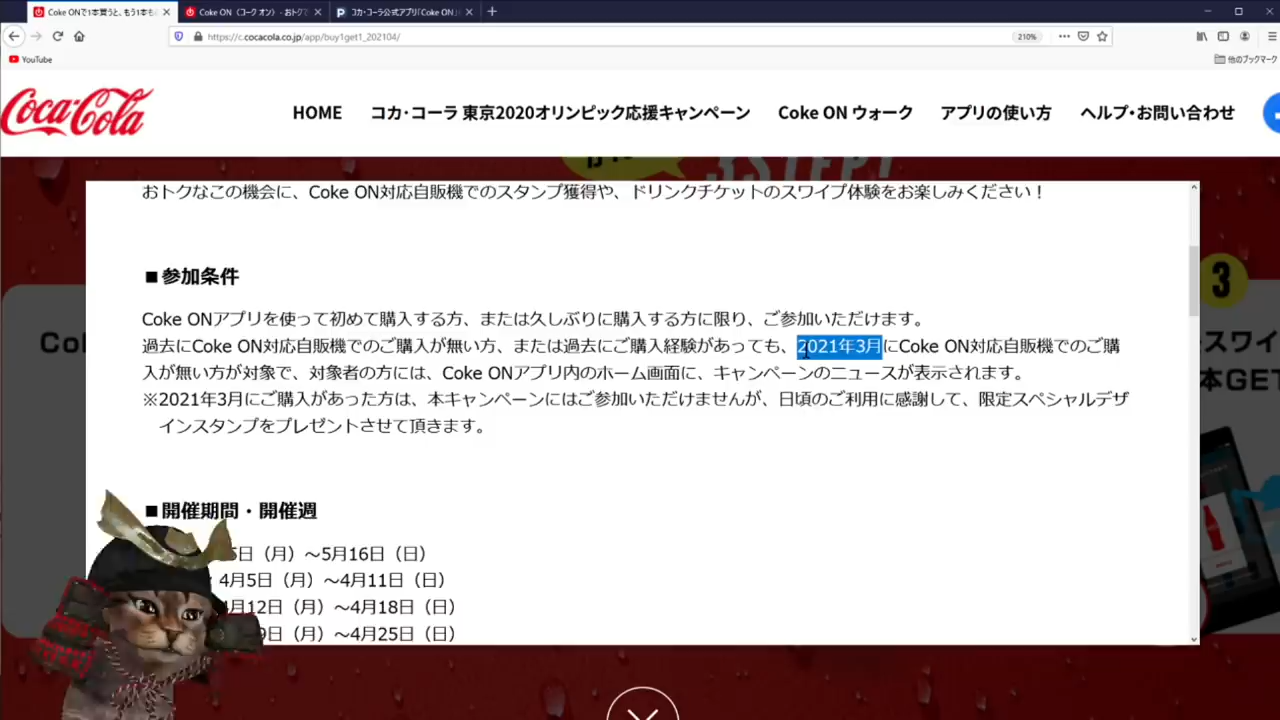 Coke ONで1本買うと、もう1本も
Coke ON （コーク オン） - おトクで
コカ･コーラ公式アプリ「Coke ON」
https://c.cocacola.co.jp/app/buy1get1_202104/
210%
YouTube
他のブックマーク
Coca-Cola
HOME
コカ･コーラ 東京2020オリンピック応援キャンペーン
Coke ON ウォーク
アプリの使い方
ヘルプ･お問い合わせ
3STEP!
おトクなこの機会に、Coke ON対応自販機でのスタンプ獲得や、ドリンクチケットのスワイプ体験をお楽しみください！
■参加条件
Coke ONアプリを使って初めて購入する方、または久しぶりに購入する方に限り、ご参加いただけます。
過去にCoke ON対応自販機でのご購入が無い方、または過去にご購入経験があっても、2021年3月にCoke ON対応自販機でのご購
入が無い方が対象で、対象者の方には、Coke ONアプリ内のホーム画面に、キャンペーンのニュースが表示されます。
※2021年3月にご購入があった方は、本キャンペーンにはご参加いただけませんが、日頃のご利用に感謝して、限定スペシャルデザ
インスタンプをプレゼントさせて頂きます。
■開催期間・開催週
5日（月）～5月16日（日）
4月5日（月）～4月11日（日）
4月12日（月）～4月18日（日）
9日（月）～4月25日（日）
3
スワイ
本GET